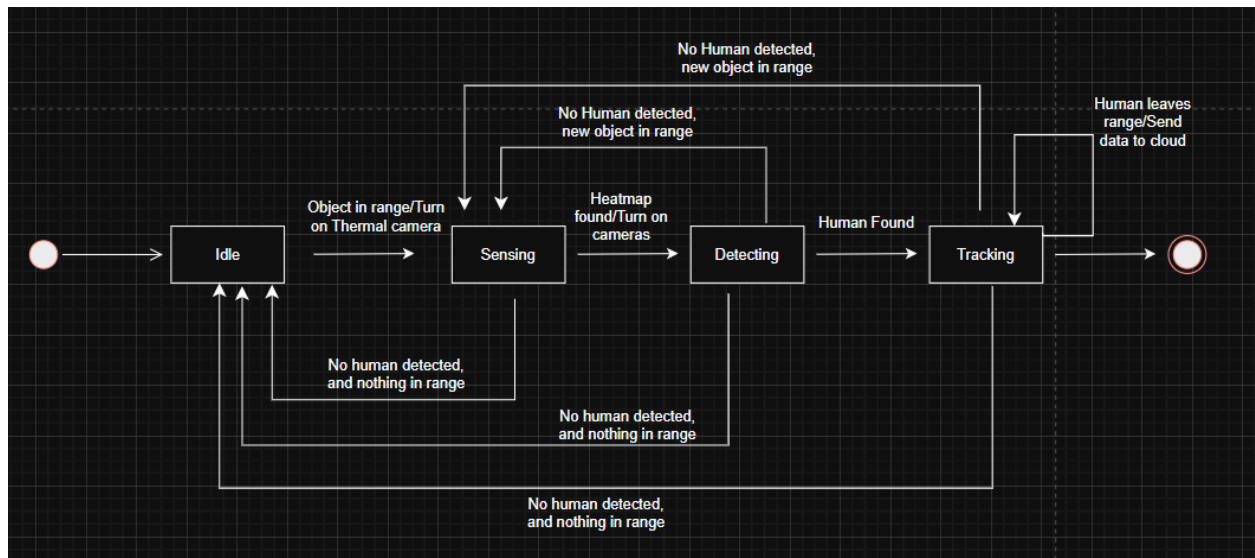 No Human detected,
new object in range
No Human detected,
new object in range
Human leaves
range/Send
data to cloud
Object in range/Turn
on Thermal camera
Heatmap
found/Turn on
cameras
Human Found
Idle
Sensing
Detecting
Tracking
No human detected,
and nothing in range
No human detected,
and nothing in range
No human detected,
and nothing in range